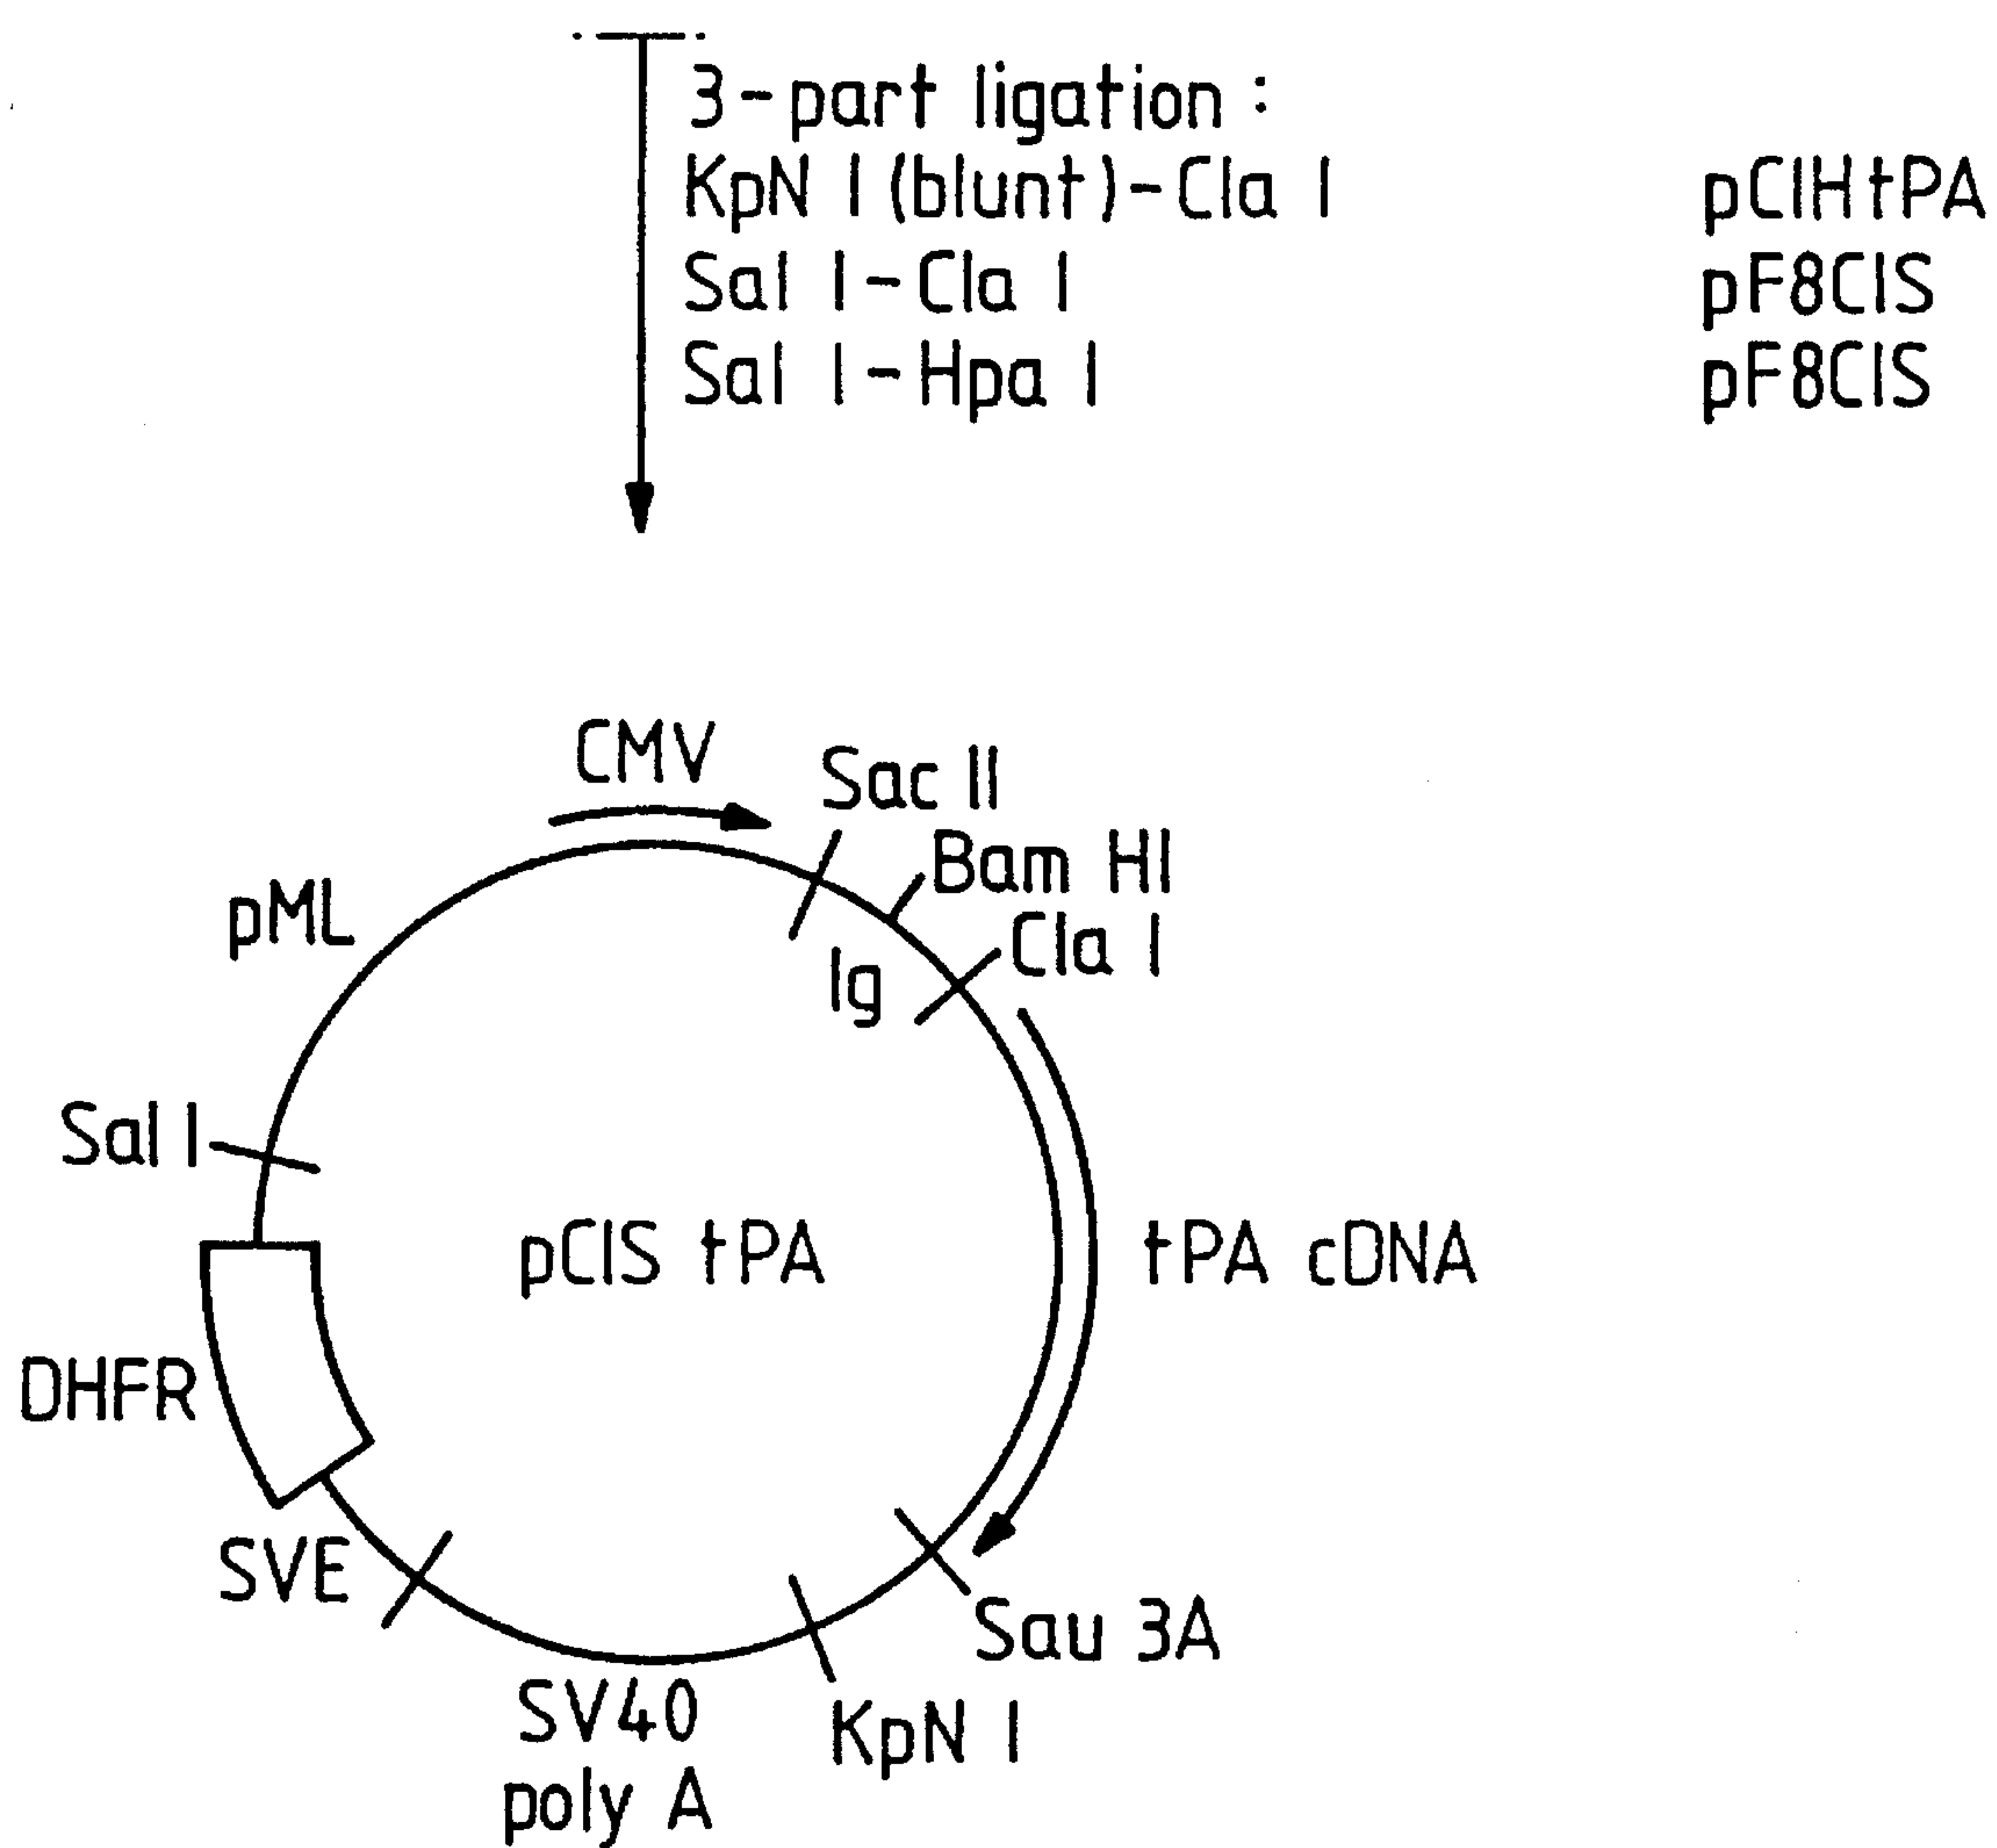 3-part ligation :
KpN I (blunt)-Cla I pCIHtPA
Sal I-Cla I pF8CIS
Sal I-Hpa I pF8CIS
CMV
Sac II
Bam HI
pML
Cla I
Ig
Sal I
pCIS tPA
tPA cDNA
DHFR
SVE
Sau 3A
SV40
poly A
KpN I